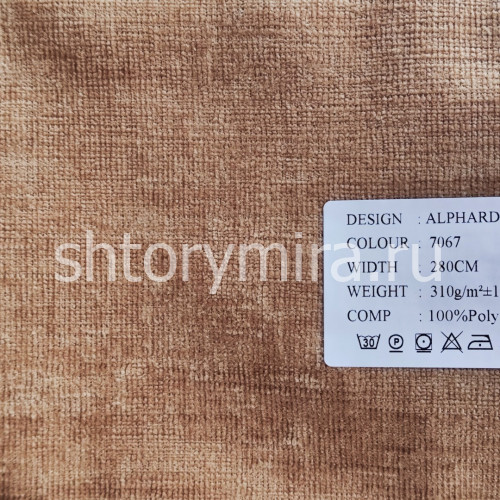 DESIGN : ALPHARD
COLOUR : 7067
shtorymira.ru
WIDTH : 280CM
WEIGHT : 310g/m²±1
COMP : 100%Poly
30 P